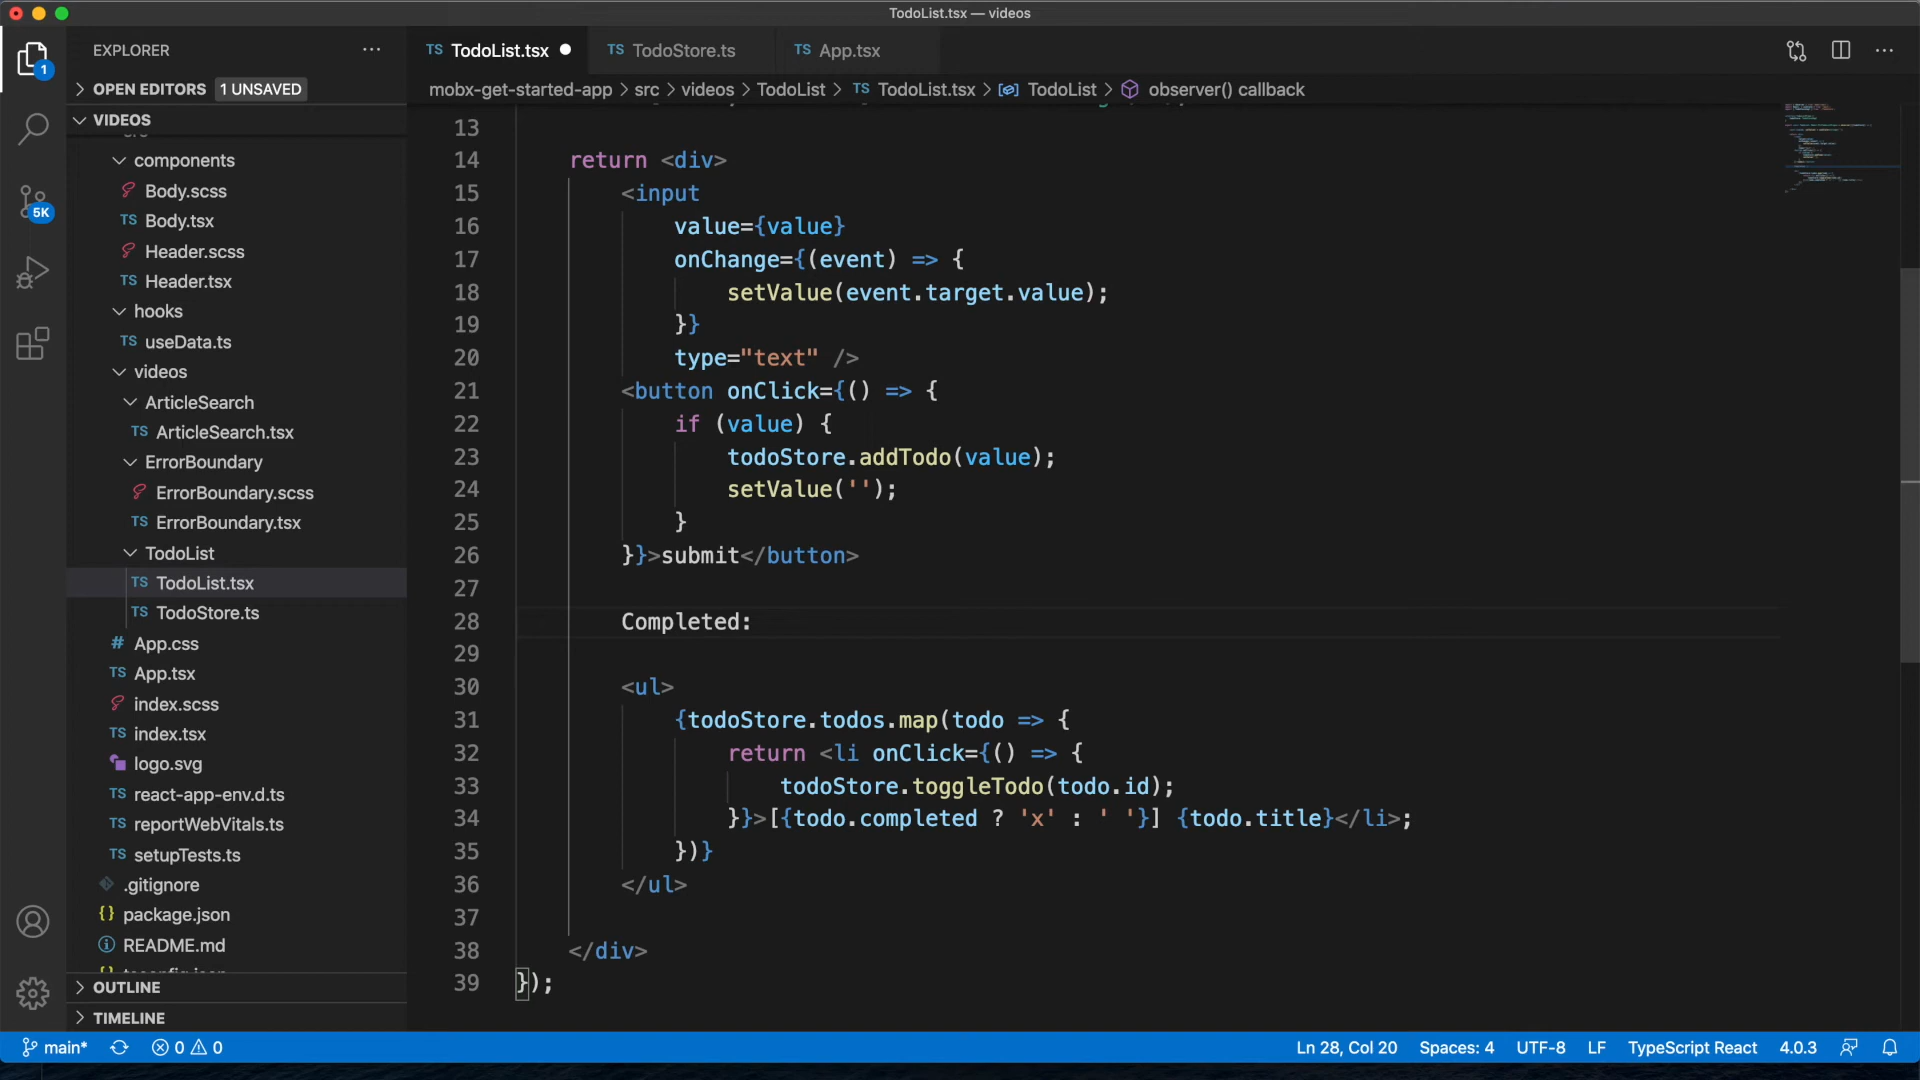 TodoList.tsx — videos
EXPLORER
TS TodoList.tsx
TS TodoStore.ts
TS App.tsx
1
OPEN EDITORS 1 UNSAVED
mobx-get-started-app > src > videos > TodoList > TS TodoList.tsx > TodoList > observer() callback
VIDEOS
components
Body.scss
TS Body.tsx
Header.scss
TS Header.tsx
hooks
TS useData.ts
videos
ArticleSearch
TS ArticleSearch.tsx
ErrorBoundary
ErrorBoundary.scss
TS ErrorBoundary.tsx
TodoList
TS TodoList.tsx
TS TodoStore.ts
# App.css
TS App.tsx
index.scss
TS index.tsx
logo.svg
TS react-app-env.d.ts
TS reportWebVitals.ts
TS setupTests.ts
.gitignore
{} package.json
README.md
OUTLINE
TIMELINE
5K
13
14 return <div>
15 <input
16 value={value}
17 onChange={(event) => {
18 setValue(event.target.value);
19 }}
20 type="text" />
21 <button onClick={() => {
22 if (value) {
23 todoStore.addTodo(value);
24 setValue('');
25 }
26 }}>submit</button>
27
28 Completed:
29
30 <ul>
31 {todoStore.todos.map(todo => {
32 return <li onClick={() => {
33 todoStore.toggleTodo(todo.id);
34 }}>[{todo.completed ? 'x' : ' '}] {todo.title}</li>;
35 })}
36 </ul>
37
38 </div>
39 });
main* 0 0
Ln 28, Col 20 Spaces: 4 UTF-8 LF TypeScript React 4.0.3